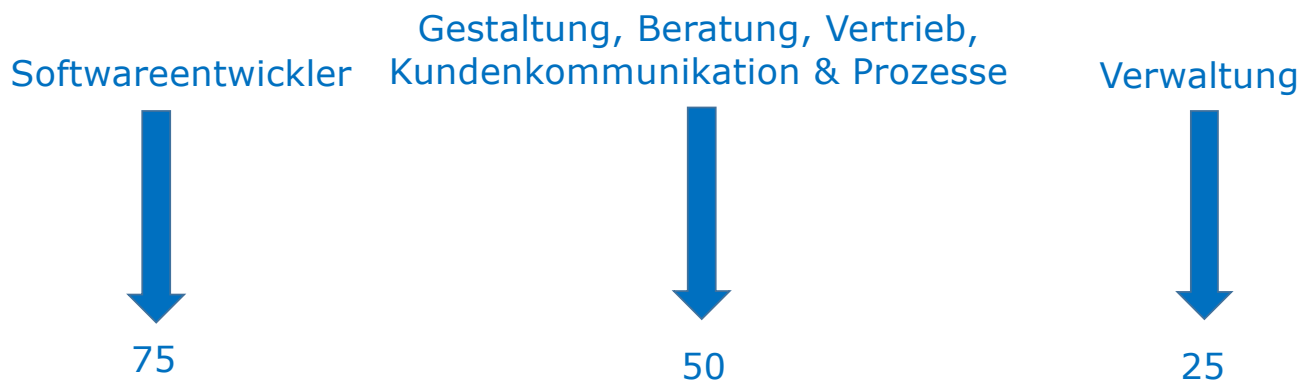 Softwareentwickler
Gestaltung, Beratung, Vertrieb,
Kundenkommunikation & Prozesse
Verwaltung
75
50
25